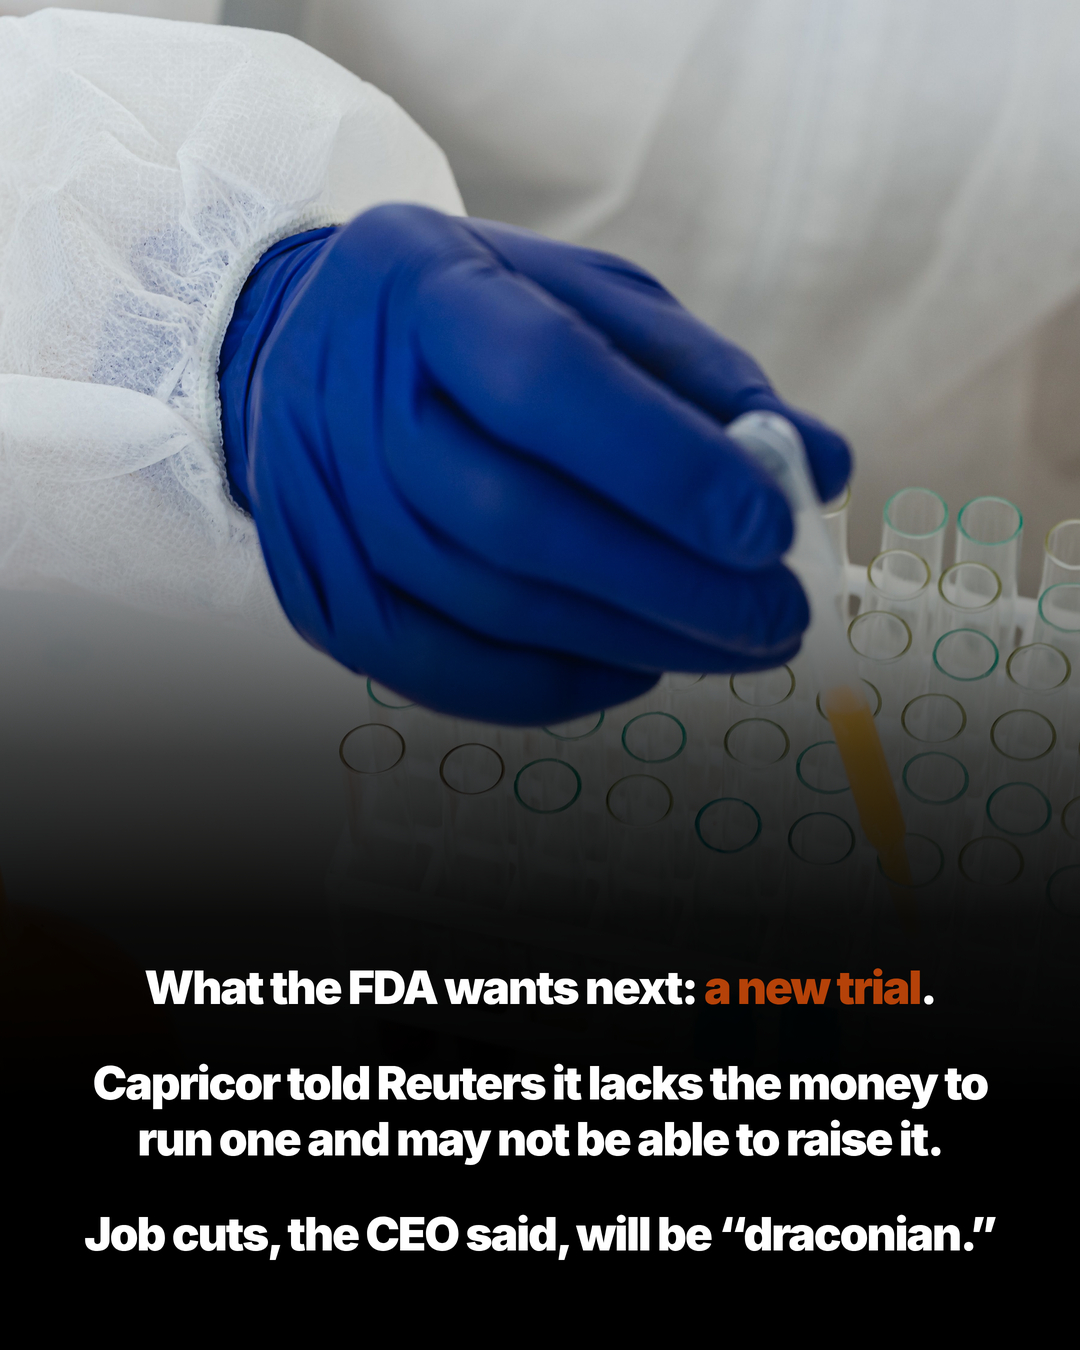 What the FDA wants next: a new trial.
Capricor told Reuters it lacks the money to
run one and may not be able to raise it.
Job cuts, the CEO said, will be “draconian.”